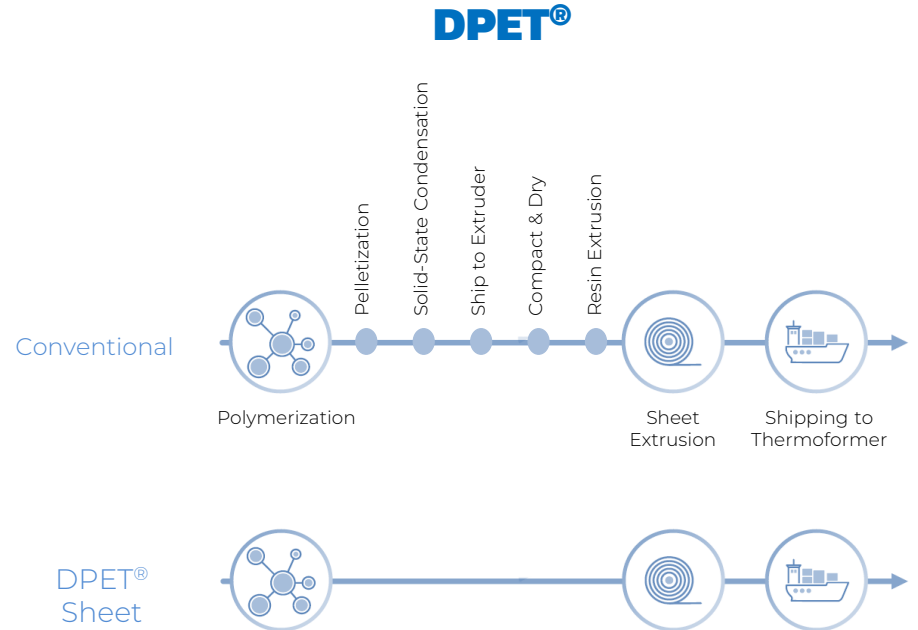 DPET®
Pelletization
Solid-State Condensation
Ship to Extruder
Compact & Dry
Resin Extrusion
Conventional
Polymerization
Sheet
Extrusion
Shipping to
Thermoformer
DPET®
Sheet